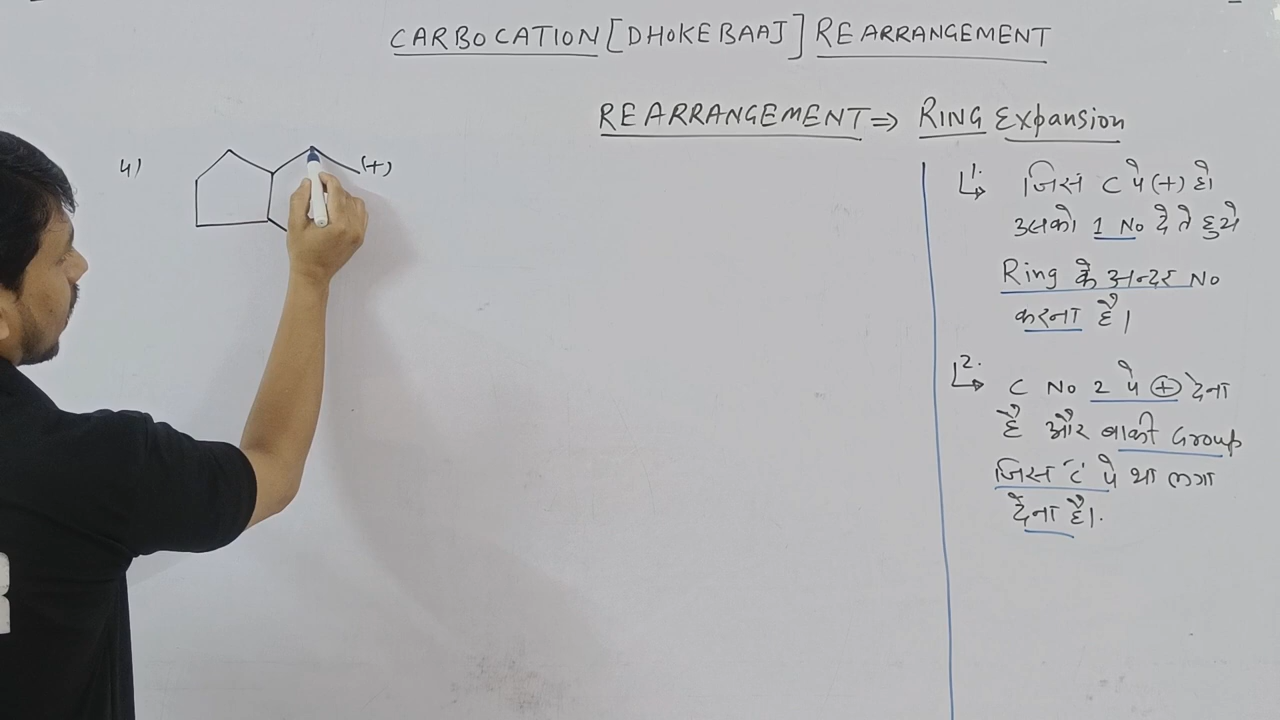 CARBOCATION [DHOKEBAAJ] REARRANGEMENT
REARRANGEMENT ⇒ RING Expansion
4)
(+)
1. जिस C पे (+) हो
उसको 1 No देते हुये
Ring के अन्दर No
करना है।
2. C No 2 पे ⊕ देना
है और बाकी Group
जिस C पे था लगा
देना है।